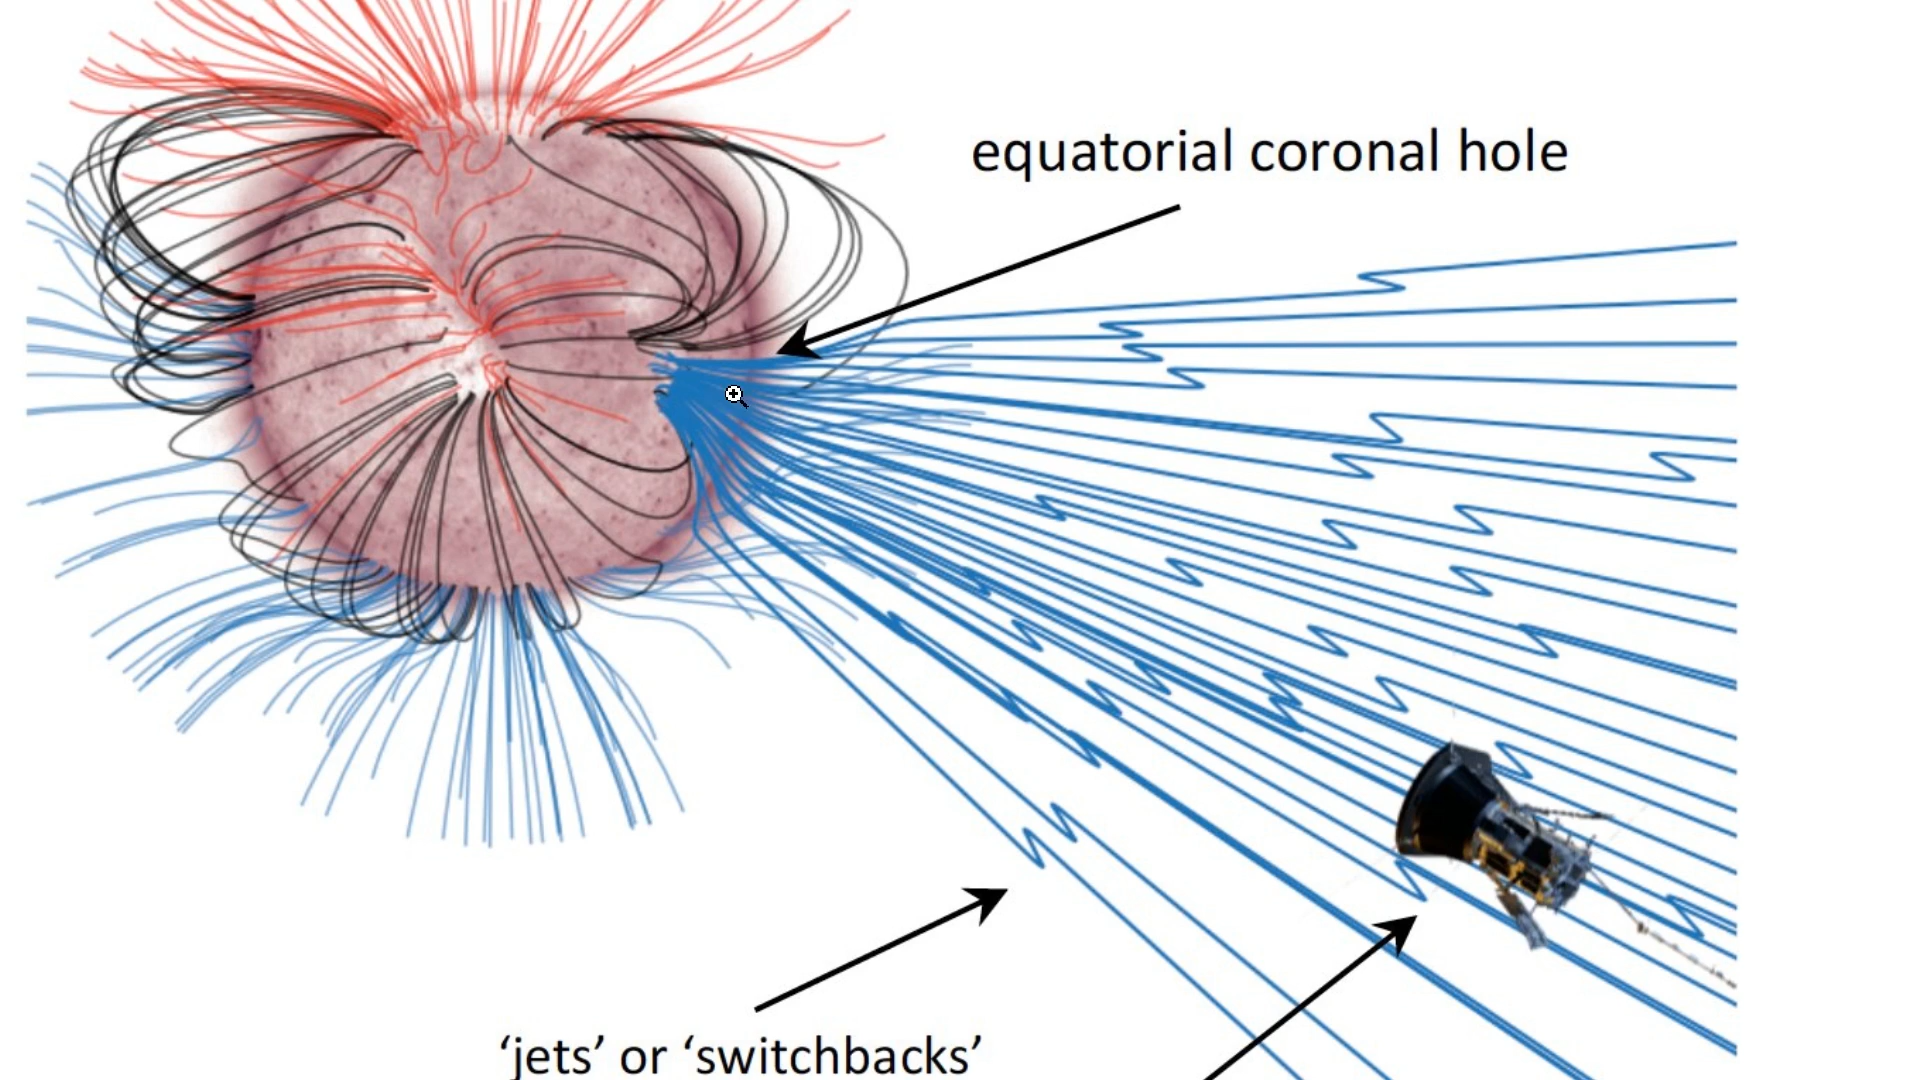 equatorial coronal hole
‘jets’ or ‘switchbacks’